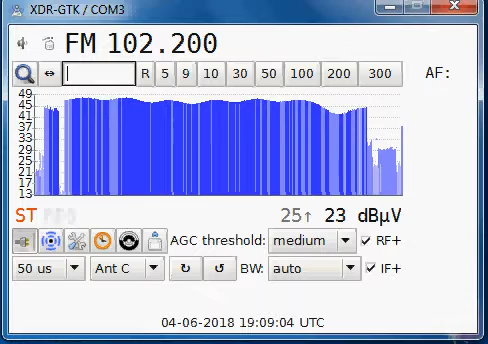 XDR-GTK / COM3
FM 102.200
R 5 9 10 30 50 100 200 300 AF:
49
45
41
37
33
29
25
21
17
13
ST 25↑ 23 dBµV
AGC threshold: medium RF+
50 us Ant C BW: auto IF+
04-06-2018 19:09:04 UTC